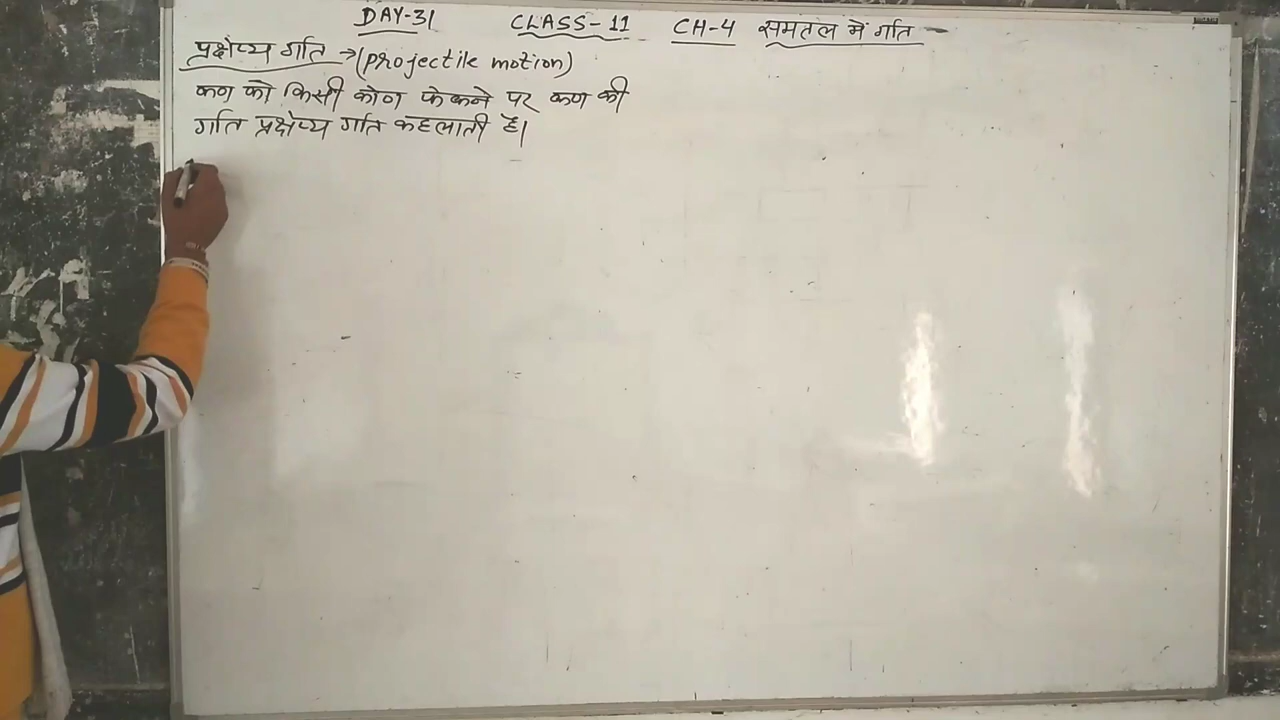 DAY-31 CLASS-11 CH-4 समतल में गति
प्रक्षेप्य गति → (projectile motion)
कण को किसी कोण फेकने पर कण की
गति प्रक्षेप्य गति कहलाती है।